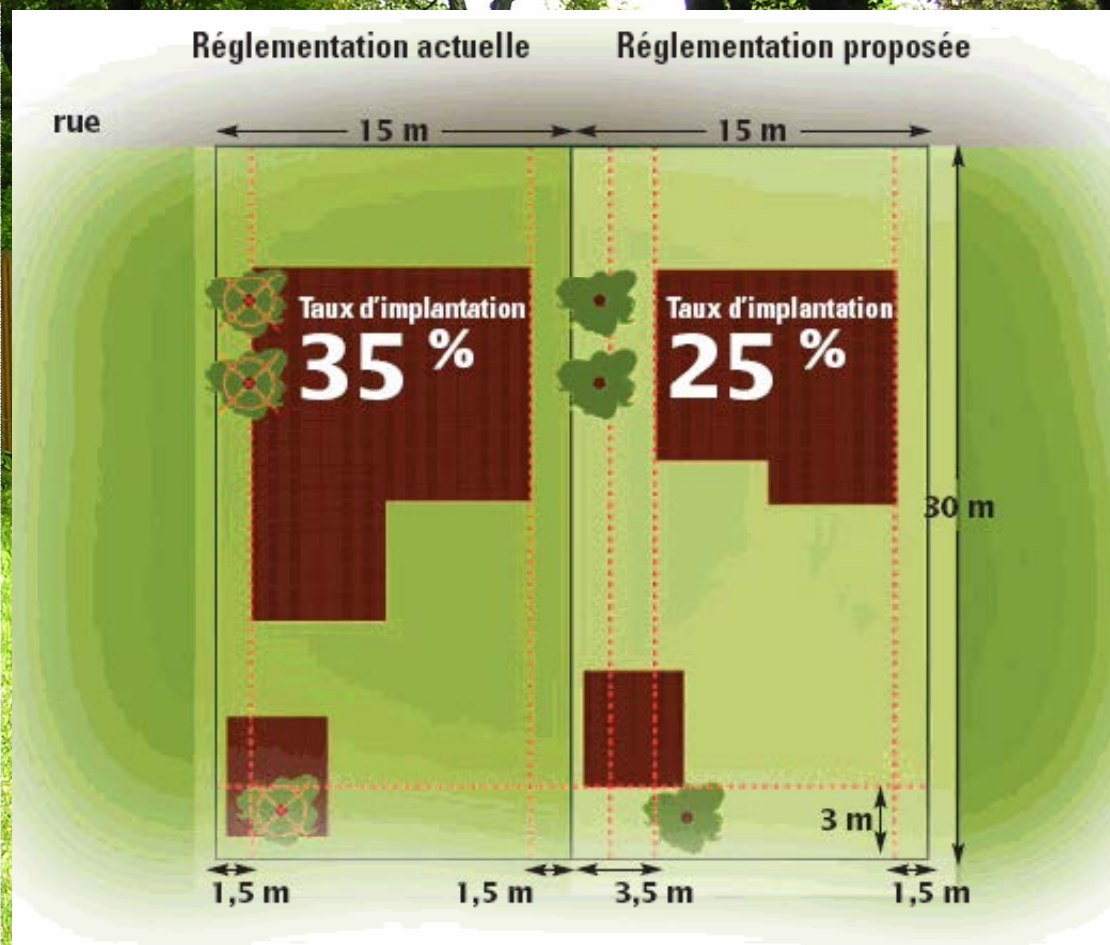 Réglementation actuelle
Réglementation proposée
rue
15 m
15 m
Taux d'implantation
35 %
Taux d'implantation
25 %
30 m
3 m
1,5 m
1,5 m
3,5 m
1,5 m